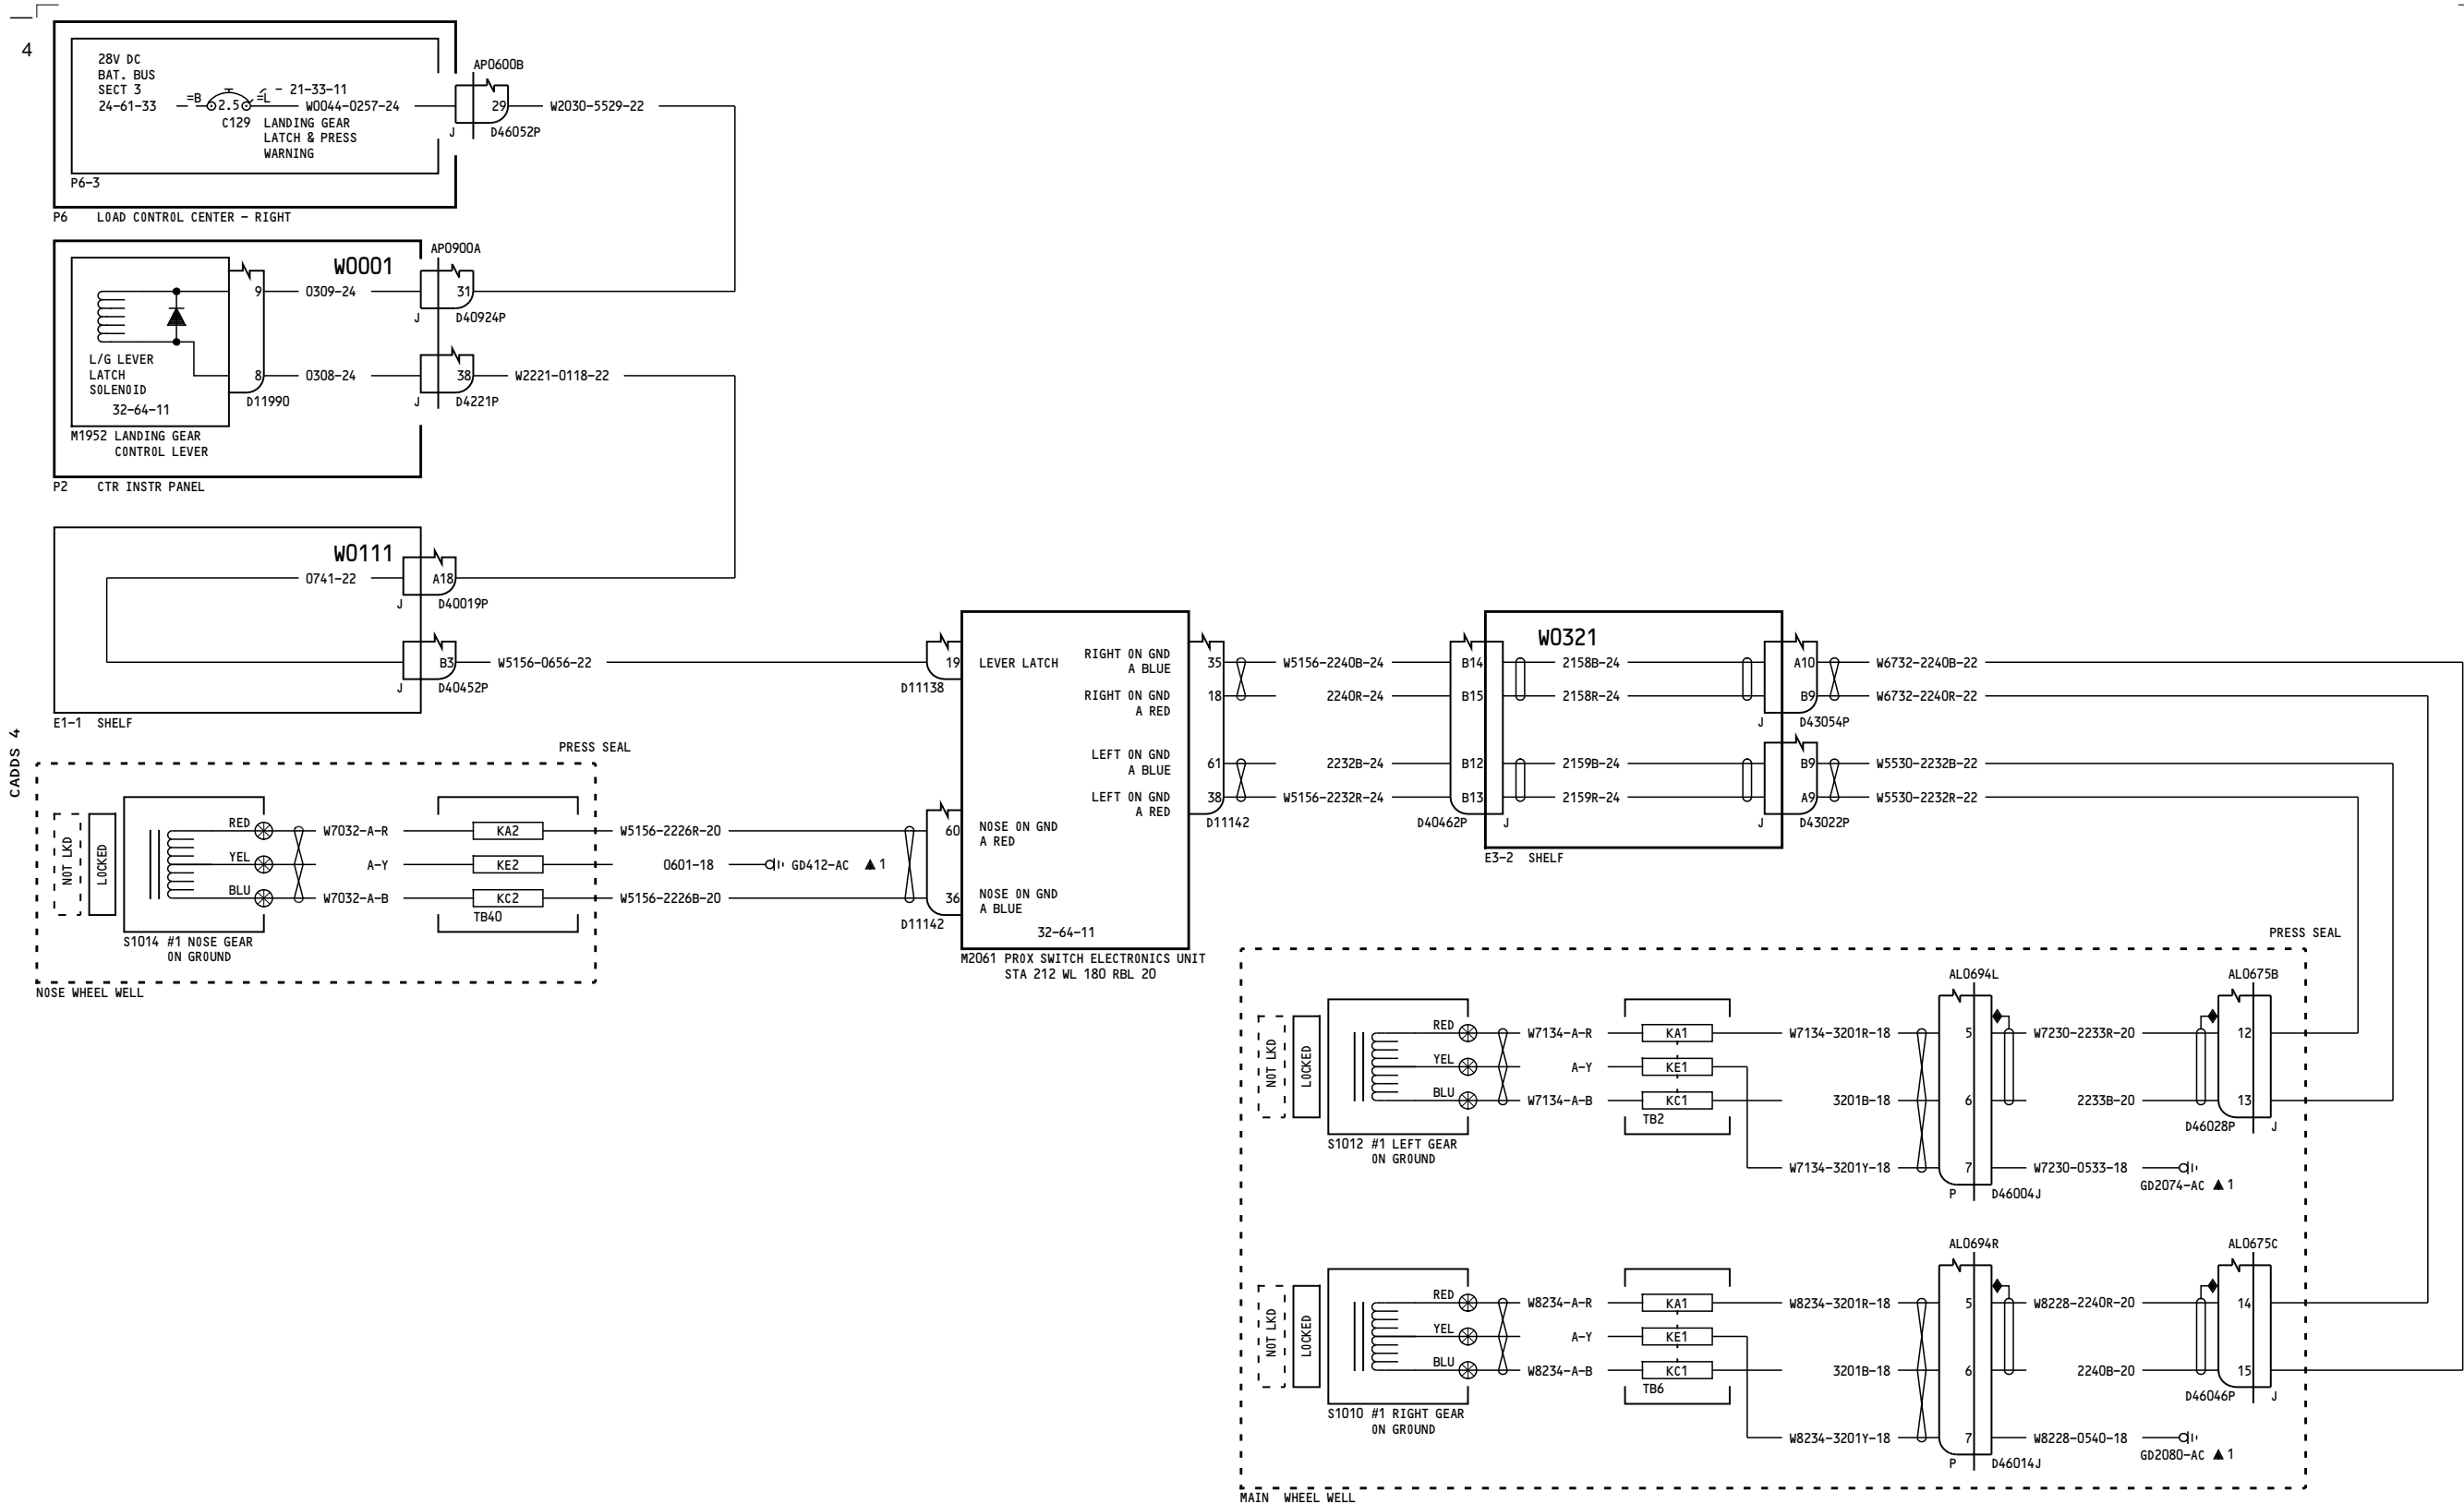 4
28V DC
BAT. BUS
SECT 3
24-61-33
=B
2.5
=L
- 21-33-11
W0044-0257-24
C129
LANDING GEAR
LATCH & PRESS
WARNING
P6-3
P6 LOAD CONTROL CENTER - RIGHT
AP0600B
29
J
D46052P
W2030-5529-22
W0001
AP0900A
9
0309-24
31
J
D40924P
L/G LEVER
LATCH
SOLENOID
32-64-11
8
0308-24
38
W2221-0118-22
D11990
J
D4221P
M1952 LANDING GEAR
CONTROL LEVER
P2 CTR INSTR PANEL
W0111
0741-22
A18
J
D40019P
B3
W5156-0656-22
J
D40452P
E1-1 SHELF
CADDS 4
PRESS SEAL
NOT LKD
LOCKED
RED
W7032-A-R
KA2
W5156-2226R-20
YEL
A-Y
KE2
0601-18
GD412-AC ▲ 1
BLU
W7032-A-B
KC2
W5156-2226B-20
TB40
S1014 #1 NOSE GEAR
ON GROUND
NOSE WHEEL WELL
19
LEVER LATCH
D11138
60
NOSE ON GND
A RED
36
NOSE ON GND
A BLUE
D11142
32-64-11
M2061 PROX SWITCH ELECTRONICS UNIT
STA 212 WL 180 RBL 20
RIGHT ON GND
A BLUE
35
W5156-2240B-24
RIGHT ON GND
A RED
18
2240R-24
LEFT ON GND
A BLUE
61
2232B-24
LEFT ON GND
A RED
38
W5156-2232R-24
D11142
W0321
B14
2158B-24
A10
W6732-2240B-22
B15
2158R-24
B9
W6732-2240R-22
J
D43054P
B12
2159B-24
B9
W5530-2232B-22
B13
2159R-24
A9
W5530-2232R-22
D40462P
J
J
D43022P
E3-2 SHELF
PRESS SEAL
AL0694L
AL0675B
NOT LKD
LOCKED
RED
W7134-A-R
KA1
W7134-3201R-18
5
W7230-2233R-20
12
YEL
A-Y
KE1
BLU
W7134-A-B
KC1
3201B-18
6
2233B-20
13
TB2
D46028P
J
S1012 #1 LEFT GEAR
ON GROUND
W7134-3201Y-18
7
W7230-0533-18
GD2074-AC ▲ 1
P
D46004J
AL0694R
AL0675C
NOT LKD
LOCKED
RED
W8234-A-R
KA1
W8234-3201R-18
5
W8228-2240R-20
14
YEL
A-Y
KE1
BLU
W8234-A-B
KC1
3201B-18
6
2240B-20
15
TB6
D46046P
J
S1010 #1 RIGHT GEAR
ON GROUND
W8234-3201Y-18
7
W8228-0540-18
GD2080-AC ▲ 1
P
D46014J
MAIN WHEEL WELL